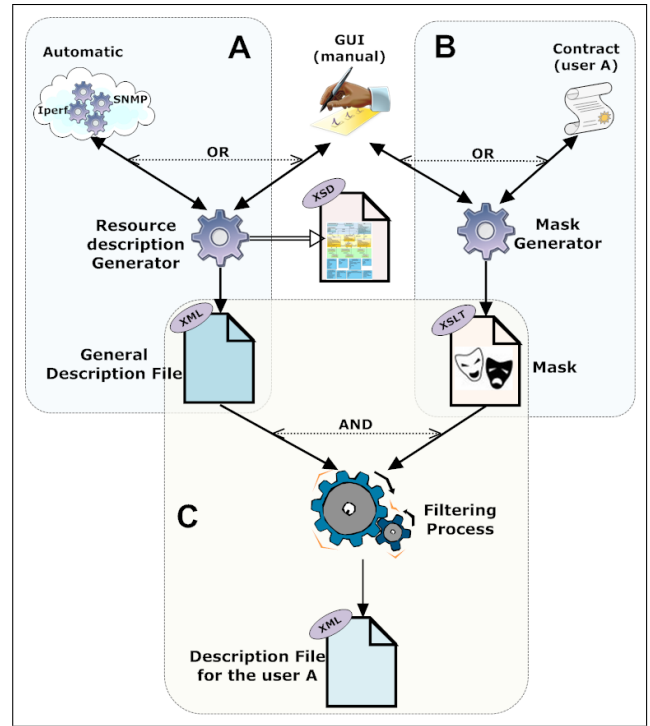 A
GUI
(manual)
B
Automatic
Contract
(user A)
Iperf
SNMP
OR
OR
XSD
Resource
description
Generator
Mask
Generator
XML
XSLT
General
Description File
Mask
AND
C
Filtering
Process
XML
Description File
for the user A